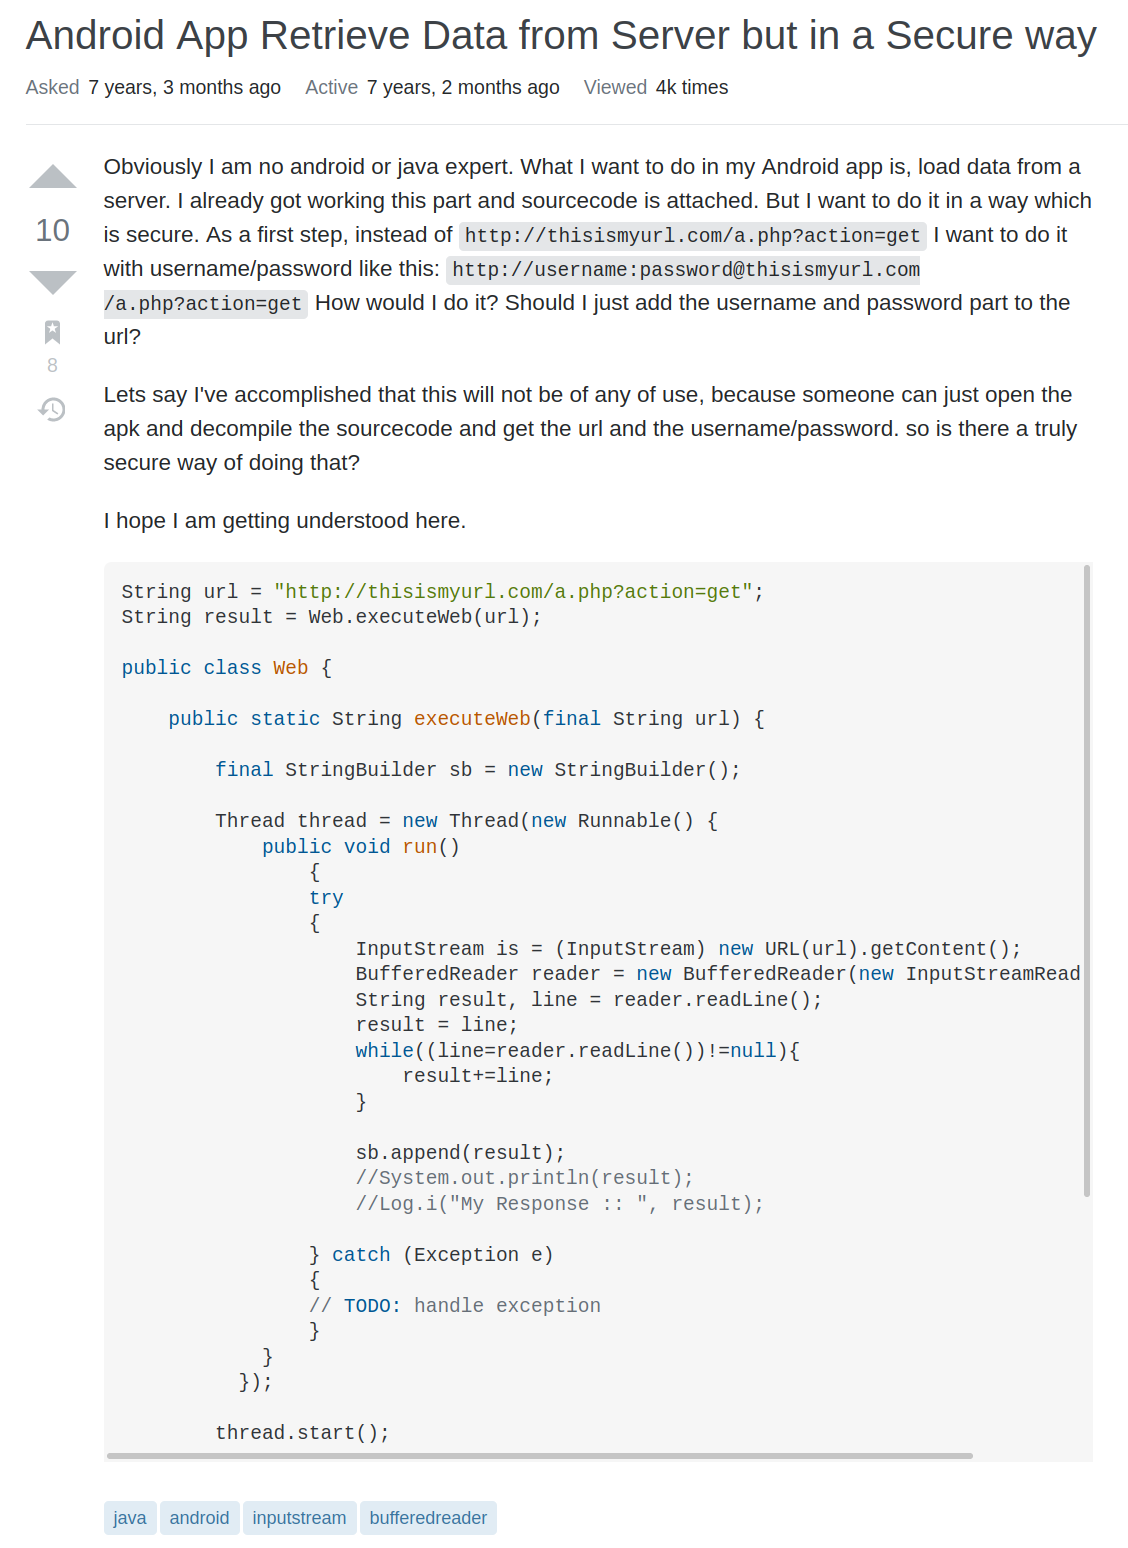 Android App Retrieve Data from Server but in a Secure way
Asked 7 years, 3 months ago Active 7 years, 2 months ago Viewed 4k times
Obviously I am no android or java expert. What I want to do in my Android app is, load data from a
server. I already got working this part and sourcecode is attached. But I want to do it in a way which
is secure. As a first step, instead of http://thisismyurl.com/a.php?action=get I want to do it
with username/password like this: http://username:password@thisismyurl.com
/a.php?action=get How would I do it? Should I just add the username and password part to the
url?
10
8
Lets say I've accomplished that this will not be of any of use, because someone can just open the
apk and decompile the sourcecode and get the url and the username/password. so is there a truly
secure way of doing that?
I hope I am getting understood here.
String url = "http://thisismyurl.com/a.php?action=get";
String result = Web.executeWeb(url);
public class Web {
public static String executeWeb(final String url) {
final StringBuilder sb = new StringBuilder();
Thread thread = new Thread(new Runnable() {
public void run()
{
try
{
InputStream is = (InputStream) new URL(url).getContent();
BufferedReader reader = new BufferedReader(new InputStreamRead
String result, line = reader.readLine();
result = line;
while((line=reader.readLine())!=null){
result+=line;
}
sb.append(result);
//System.out.println(result);
//Log.i("My Response :: ", result);
} catch (Exception e)
{
// TODO: handle exception
}
}
});
thread.start();
java android inputstream bufferedreader